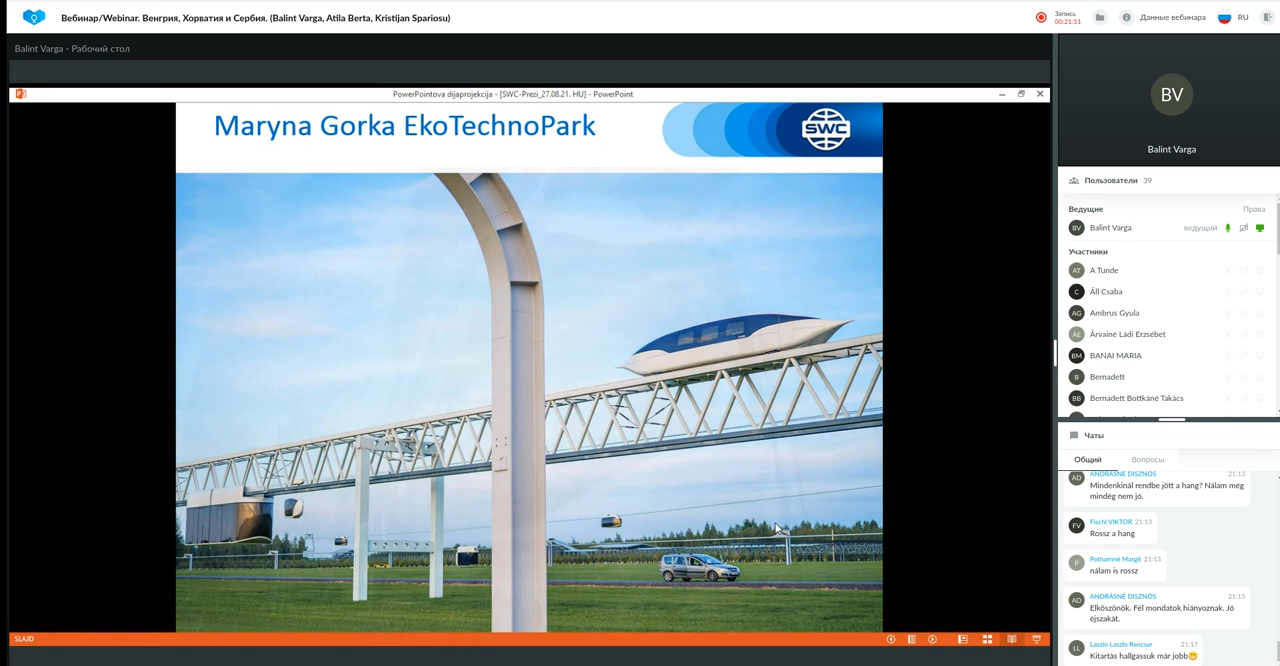 Вебинар/Webinar. Венгрия, Хорватия и Сербия. (Balint Varga, Atila Berta, Kristijan Spariosu)
Запись
00:21:51
Данные вебинара
RU
Balint Varga - Рабочий стол
PowerPointova dijaprojekcija - [SWC-Prezi_27.08.21. HU] - PowerPoint
Maryna Gorka EkoTechnoPark
SWC
SLAJD
BV
Balint Varga
Пользователи 39
Ведущие Права
BV Balint Varga ведущий
Участники
AT A Tunde
C Áll Csaba
AG Ambrus Gyula
ÁE Árvainé Ládi Erzsébet
BM BANAI MARIA
B Bernadett
BB Bernadett Bottkáné Takács
Чаты
Общий Вопросы
AD ANDRÁSNÉ DISZNÓS 21:13
Mindenkinál rendbe jött a hang? Nálam még
mindég nem jó.
FV Fischl VIKTOR 21:13
Rossz a hang
P Potharnné Margit 21:13
nálam is rossz
AD ANDRÁSNÉ DISZNÓS 21:15
Elköszönök. Fél mondatok hiányoznak. Jó
éjszakát.
LL Laszlo Laszlo Rencsar 21:17
Kitartás hallgassuk már jobb😁